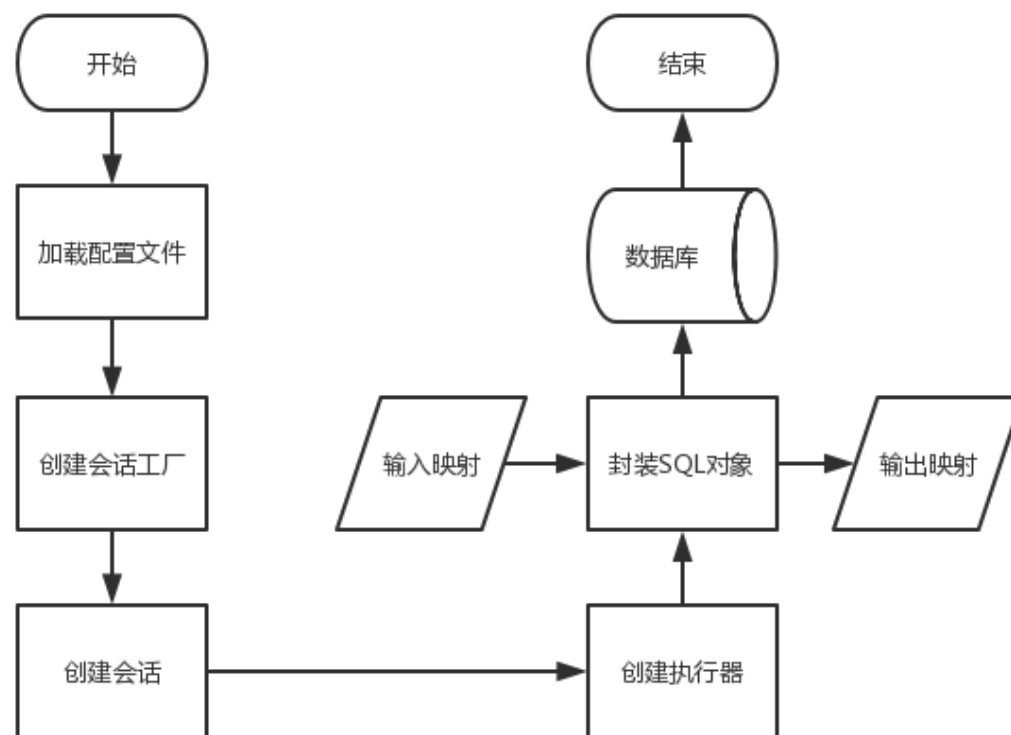 开始
结束
加载配置文件
数据库
创建会话工厂
输入映射
封装SQL对象
输出映射
创建会话
创建执行器